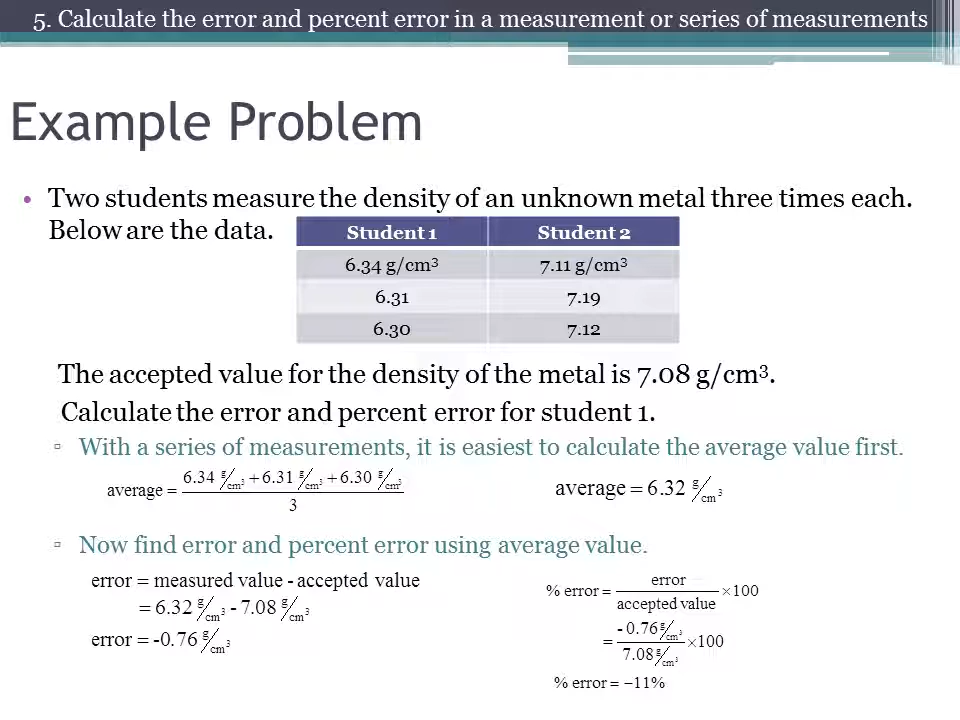 5. Calculate the error and percent error in a measurement or series of measurements
Example Problem
• Two students measure the density of an unknown metal three times each.
Below are the data.
Student 1 Student 2
6.34 g/cm³ 7.11 g/cm³
6.31 7.19
6.30 7.12
The accepted value for the density of the metal is 7.08 g/cm³.
Calculate the error and percent error for student 1.
▫ With a series of measurements, it is easiest to calculate the average value first.
average = (6.34 g/cm³ + 6.31 g/cm³ + 6.30 g/cm³) / 3
average = 6.32 g/cm³
▫ Now find error and percent error using average value.
error = measured value - accepted value
= 6.32 g/cm³ - 7.08 g/cm³
error = -0.76 g/cm³
% error = error / accepted value ×100
= - 0.76 g/cm³ / 7.08 g/cm³ ×100
% error = −11%